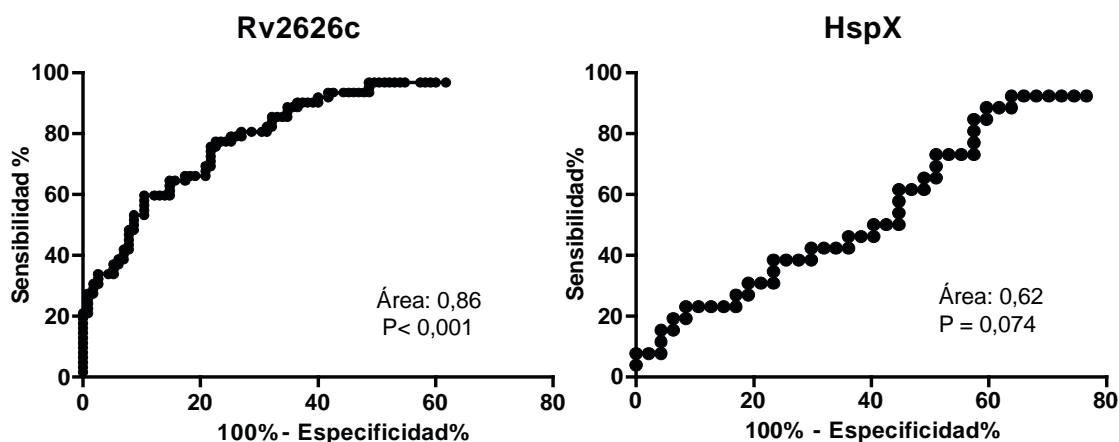 Rv2626c
100
80
60
40
20
0
Sensibilidad %
Área: 0,86
P< 0,001
0 20 40 60 80
100% - Especificidad%
HspX
100
80
60
40
20
0
Sensibilidad%
Área: 0,62
P = 0,074
0 20 40 60 80
100% - Especificidad%